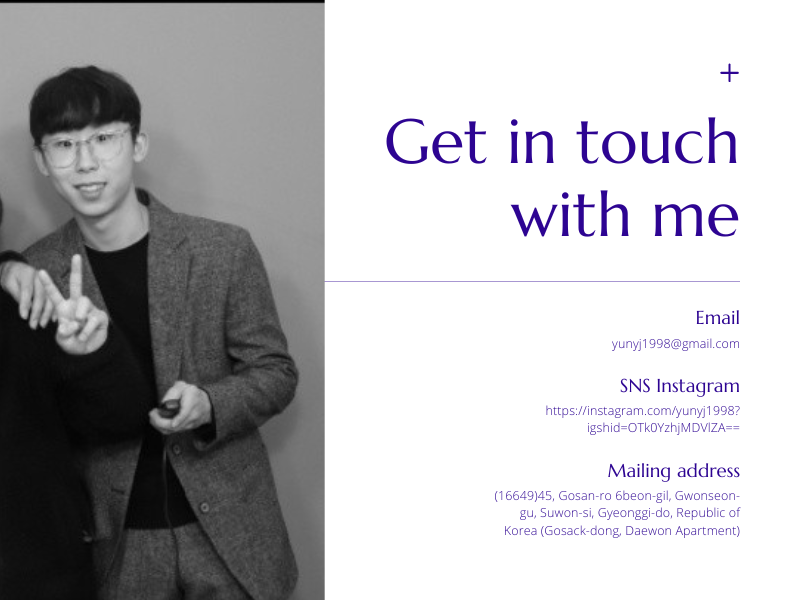 +
Get in touch
with me
Email
yunyj1998@gmail.com
SNS Instagram
https://instagram.com/yunyj1998?
igshid=OTk0YzhjMDVlZA==
Mailing address
(16649)45, Gosan-ro 6beon-gil, Gwonseon-
gu, Suwon-si, Gyeonggi-do, Republic of
Korea (Gosack-dong, Daewon Apartment)